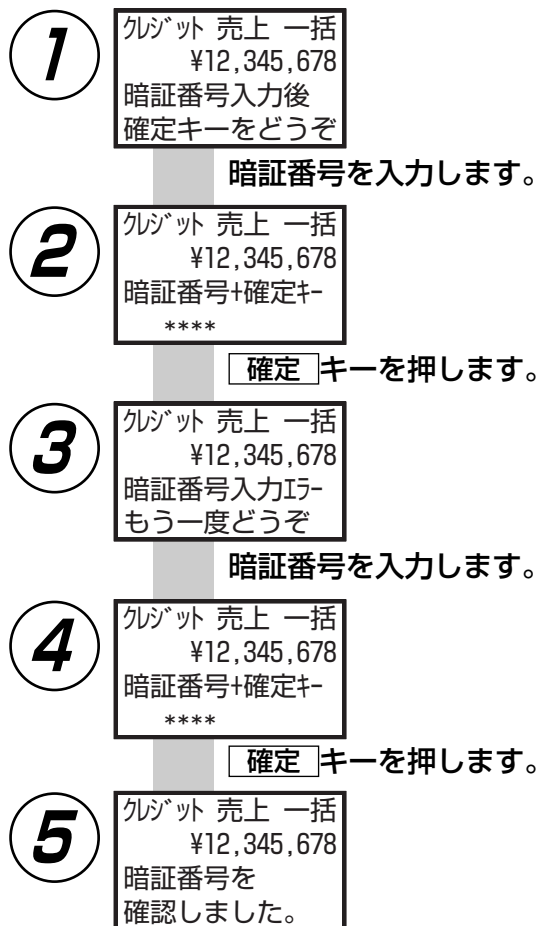 1
ｸﾚｼﾞｯﾄ 売上 一括
¥12,345,678
暗証番号入力後
確定キーをどうぞ
暗証番号を入力します。
2
ｸﾚｼﾞｯﾄ 売上 一括
¥12,345,678
暗証番号+確定ｷｰ
****
確定 キーを押します。
3
ｸﾚｼﾞｯﾄ 売上 一括
¥12,345,678
暗証番号入力ｴﾗｰ
もう一度どうぞ
暗証番号を入力します。
4
ｸﾚｼﾞｯﾄ 売上 一括
¥12,345,678
暗証番号+確定ｷｰ
****
確定 キーを押します。
5
ｸﾚｼﾞｯﾄ 売上 一括
¥12,345,678
暗証番号を
確認しました。